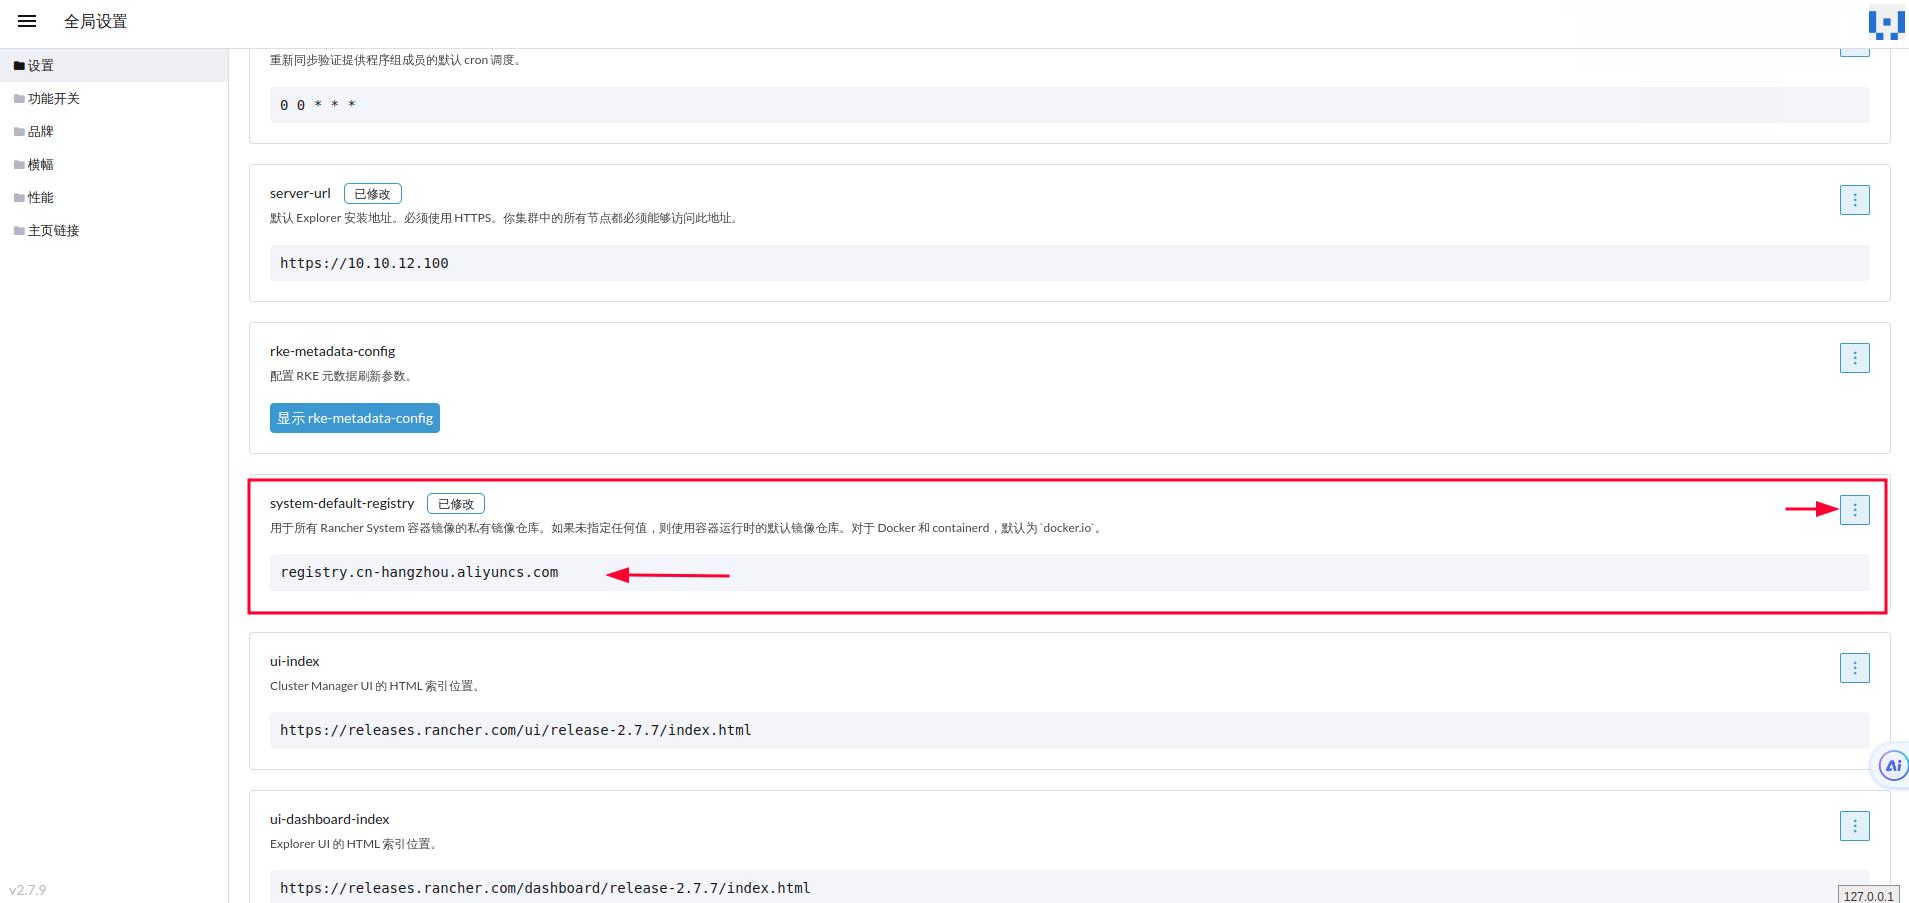 全局设置
设置
功能开关
品牌
横幅
性能
主页链接
v2.7.9
重新同步验证提供程序组成员的默认 cron 调度。
0 0 * * *
server-url 已修改
默认 Explorer 安装地址。必须使用 HTTPS。你集群中的所有节点都必须能够访问此地址。
https://10.10.12.100
rke-metadata-config
配置 RKE 元数据刷新参数。
显示 rke-metadata-config
system-default-registry 已修改
用于所有 Rancher System 容器镜像的私有镜像仓库。如果未指定任何值，则使用容器运行时的默认镜像仓库。对于 Docker 和 containerd，默认为 `docker.io`。
registry.cn-hangzhou.aliyuncs.com
ui-index
Cluster Manager UI 的 HTML 索引位置。
https://releases.rancher.com/ui/release-2.7.7/index.html
Ai
ui-dashboard-index
Explorer UI 的 HTML 索引位置。
https://releases.rancher.com/dashboard/release-2.7.7/index.html
127.0.0.1